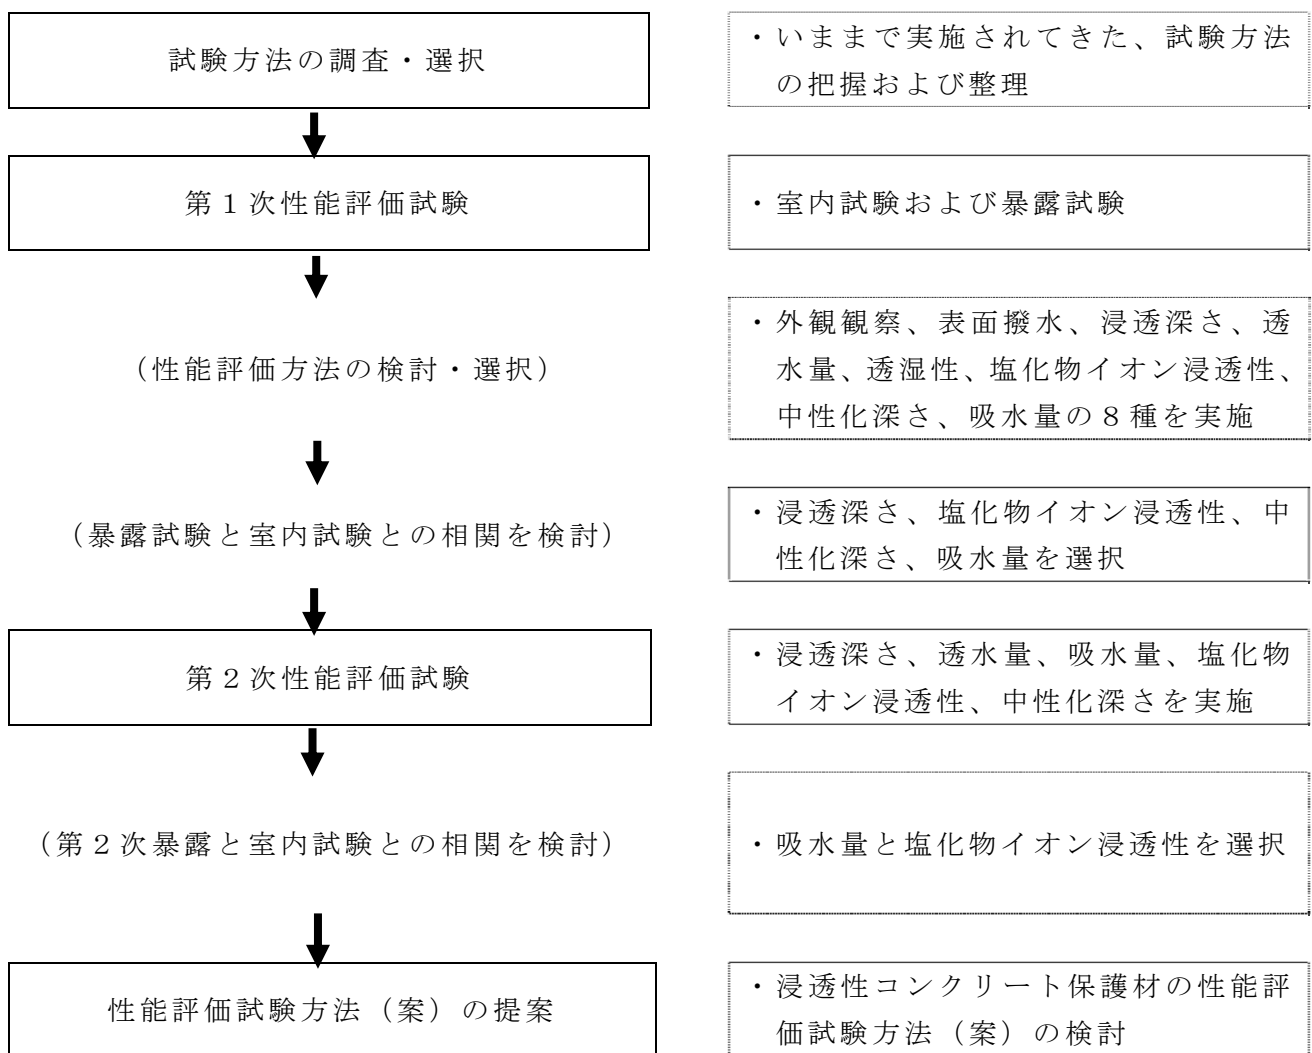 試験方法の調査・選択
・いままで実施されてきた、試験方法
の把握および整理
第１次性能評価試験
・室内試験および暴露試験
（性能評価方法の検討・選択）
・外観観察、表面撥水、浸透深さ、透
水量、透湿性、塩化物イオン浸透性、
中性化深さ、吸水量の８種を実施
（暴露試験と室内試験との相関を検討）
・浸透深さ、塩化物イオン浸透性、中
性化深さ、吸水量を選択
第２次性能評価試験
・浸透深さ、透水量、吸水量、塩化物
イオン浸透性、中性化深さを実施
（第２次暴露と室内試験との相関を検討）
・吸水量と塩化物イオン浸透性を選択
性能評価試験方法（案）の提案
・浸透性コンクリート保護材の性能評
価試験方法（案）の検討